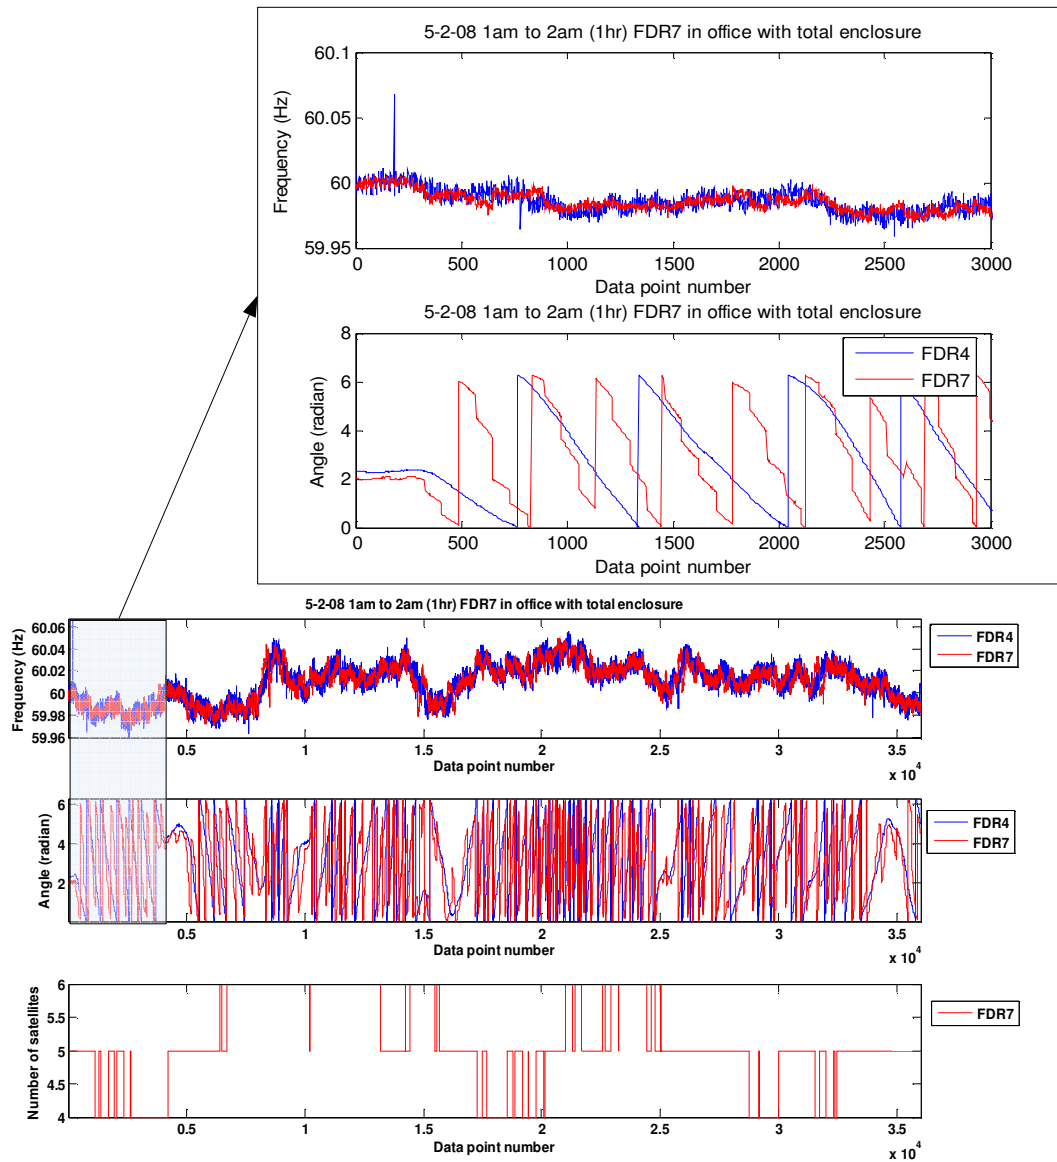 5-2-08 1am to 2am (1hr) FDR7 in office with total enclosure
60.1
60.05
60
59.95
Frequency (Hz)
0 500 1000 1500 2000 2500 3000
Data point number
5-2-08 1am to 2am (1hr) FDR7 in office with total enclosure
8
6
4
2
0
Angle (radian)
FDR4
FDR7
0 500 1000 1500 2000 2500 3000
Data point number
5-2-08 1am to 2am (1hr) FDR7 in office with total enclosure
60.06
60.04
60.02
60
59.98
59.96
Frequency (Hz)
FDR4
FDR7
0.5 1 1.5 2 2.5 3 3.5
Data point number
x 10^4
6
4
2
Angle (radian)
FDR4
FDR7
0.5 1 1.5 2 2.5 3 3.5
Data point number
x 10^4
6
5.5
5
4.5
4
Number of satellites
FDR7
0.5 1 1.5 2 2.5 3 3.5
Data point number
x 10^4